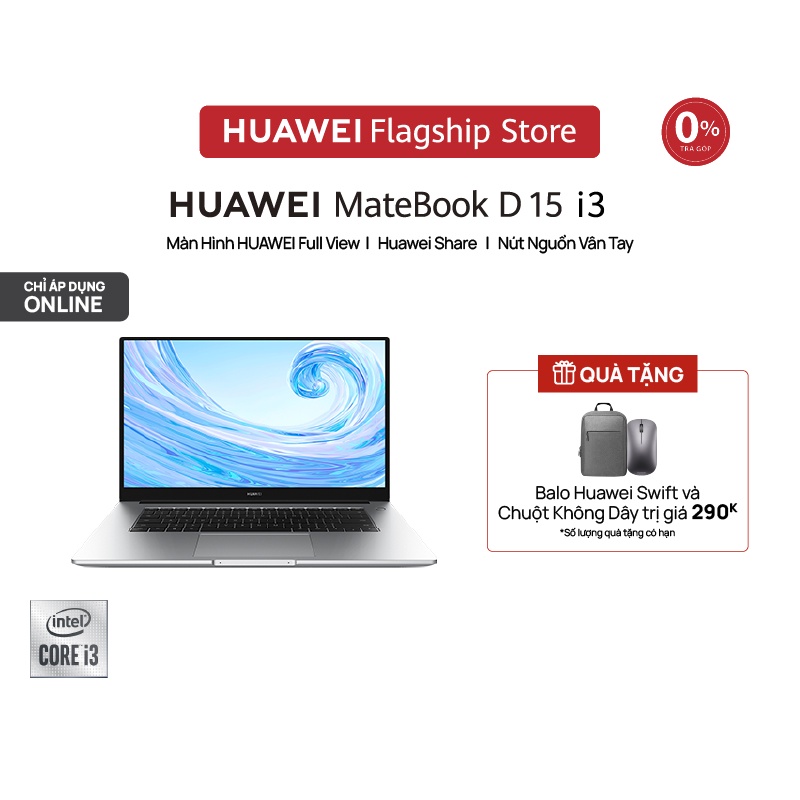 HUAWEI Flagship Store
0%
TRẢ GÓP
HUAWEI MateBook D 15 i3
Màn Hình HUAWEI Full View I Huawei Share I Nút Nguồn Vân Tay
CHỈ ÁP DỤNG
ONLINE
QUÀ TẶNG
Balo Huawei Swift và
Chuột Không Dây trị giá 290K
*Số lượng quà tặng có hạn
HUAWEI
intel
CORE i3